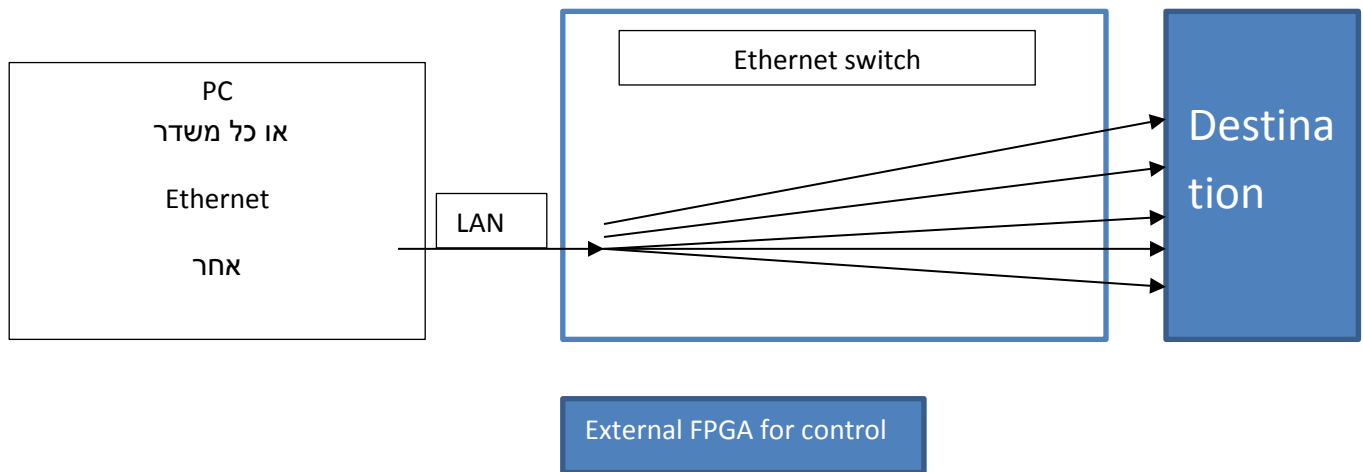 PC
או כל משדר
Ethernet
אחר
LAN
Ethernet switch
Destina
tion
External FPGA for control